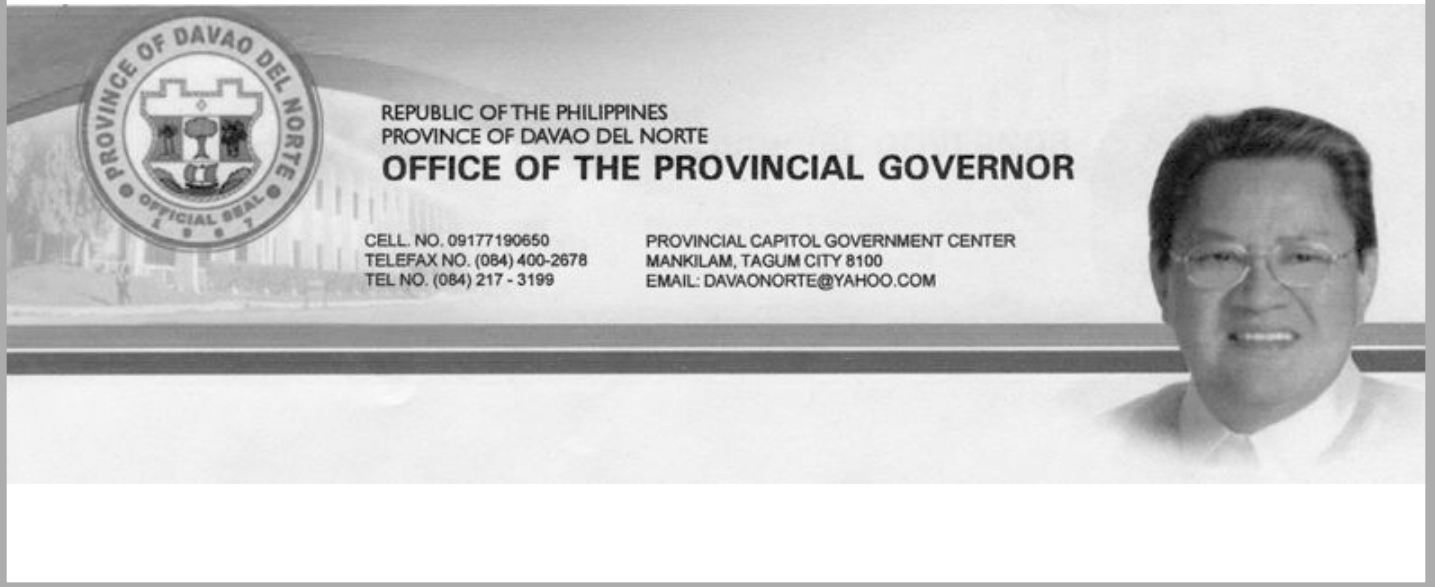 PROVINCE OF DAVAO DEL NORTE
OFFICIAL SEAL
1967
REPUBLIC OF THE PHILIPPINES
PROVINCE OF DAVAO DEL NORTE
OFFICE OF THE PROVINCIAL GOVERNOR
CELL. NO. 09177190650
TELEFAX NO. (084) 400-2678
TEL NO. (084) 217 - 3199
PROVINCIAL CAPITOL GOVERNMENT CENTER
MANKILAM, TAGUM CITY 8100
EMAIL: DAVAONORTE@YAHOO.COM